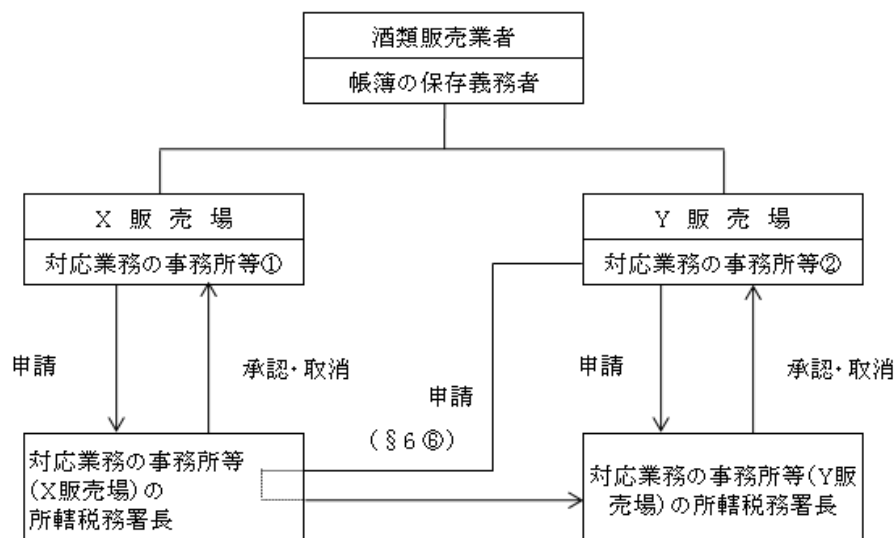 酒類販売業者
帳簿の保存義務者
X 販 売 場
対応業務の事務所等①
Y 販 売 場
対応業務の事務所等②
申請
承認・取消
申請
(§6⑥)
申請
承認・取消
対応業務の事務所等
(X販売場)の
所轄税務署長
対応業務の事務所等(Y販
売場)の所轄税務署長